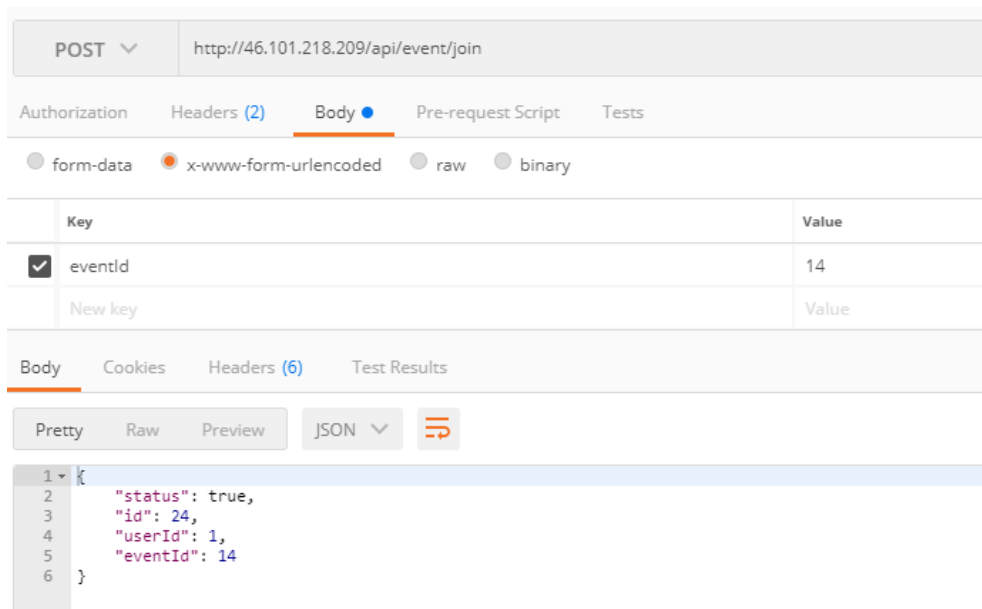 POST http://46.101.218.209/api/event/join
Authorization Headers (2) Body Pre-request Script Tests
form-data x-www-form-urlencoded raw binary
Key Value
eventId 14
New key Value
Body Cookies Headers (6) Test Results
Pretty Raw Preview JSON
1 {
2 "status": true,
3 "id": 24,
4 "userId": 1,
5 "eventId": 14
6 }